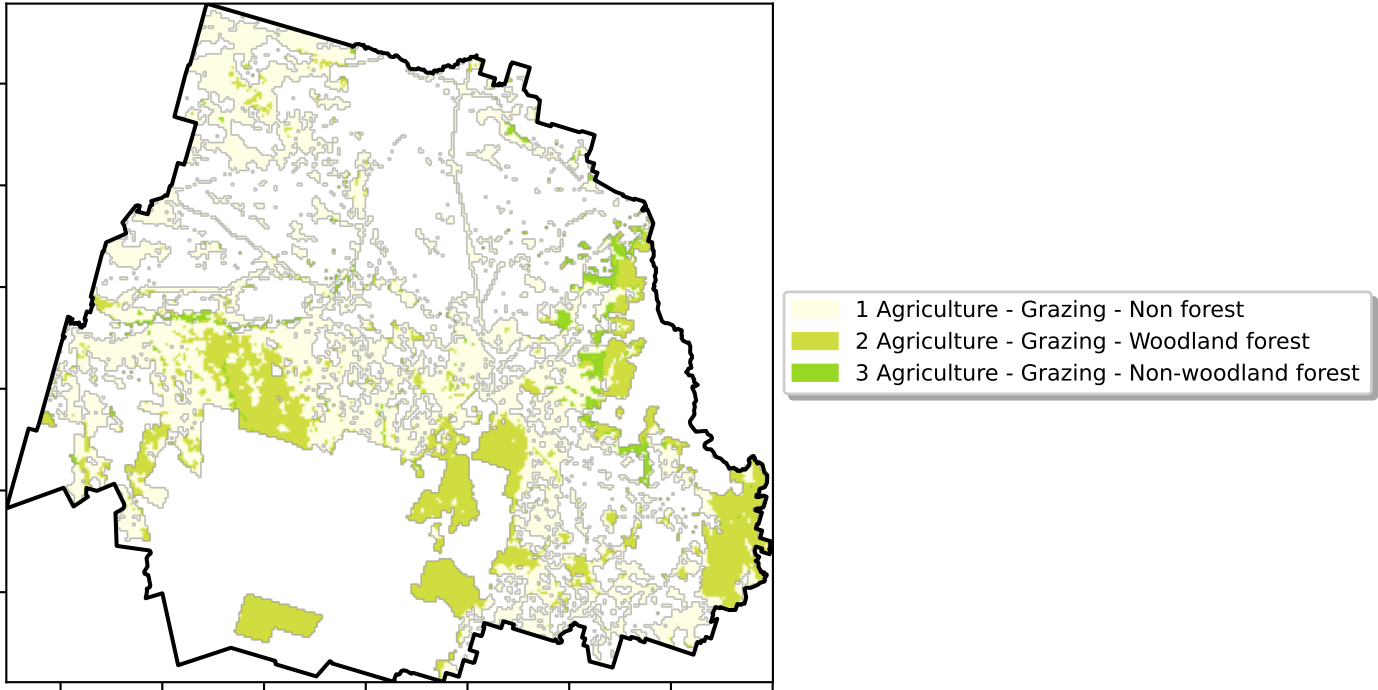 1 Agriculture - Grazing - Non forest
2 Agriculture - Grazing - Woodland forest
3 Agriculture - Grazing - Non-woodland forest